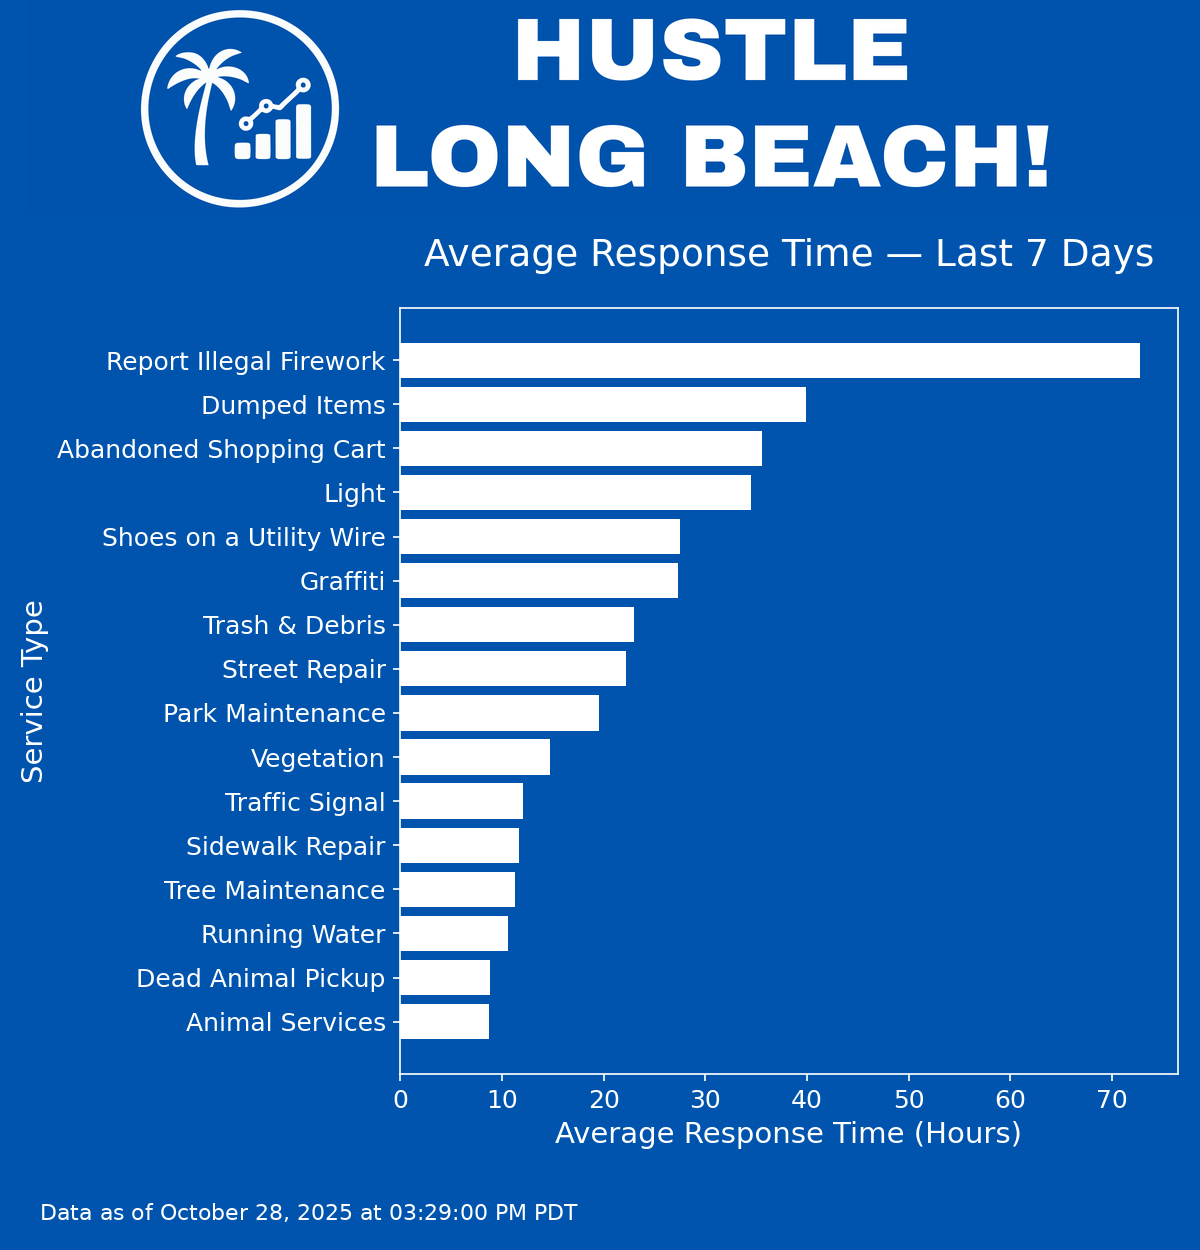 HUSTLE
LONG BEACH!
Average Response Time — Last 7 Days
Report Illegal Firework
Dumped Items
Abandoned Shopping Cart
Light
Shoes on a Utility Wire
Graffiti
Trash & Debris
Street Repair
Park Maintenance
Vegetation
Traffic Signal
Sidewalk Repair
Tree Maintenance
Running Water
Dead Animal Pickup
Animal Services
Service Type
0 10 20 30 40 50 60 70
Average Response Time (Hours)
Data as of October 28, 2025 at 03:29:00 PM PDT